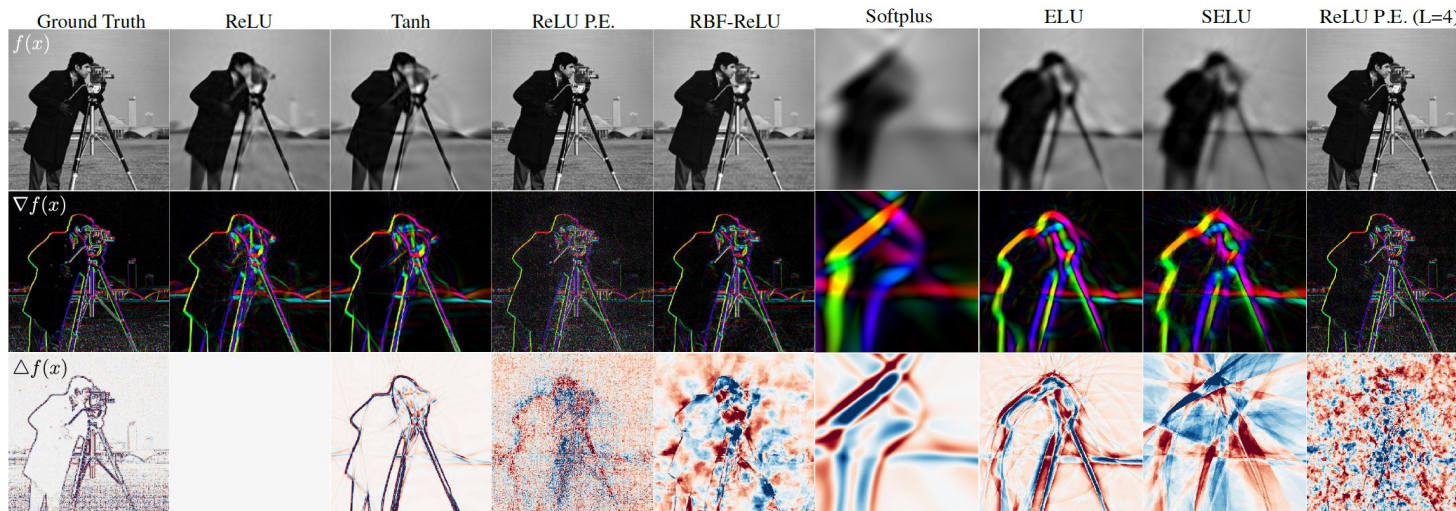 Ground Truth ReLU Tanh ReLU P.E. RBF-ReLU Softplus ELU SELU ReLU P.E. (L=4)
f(x)
∇f(x)
△f(x)